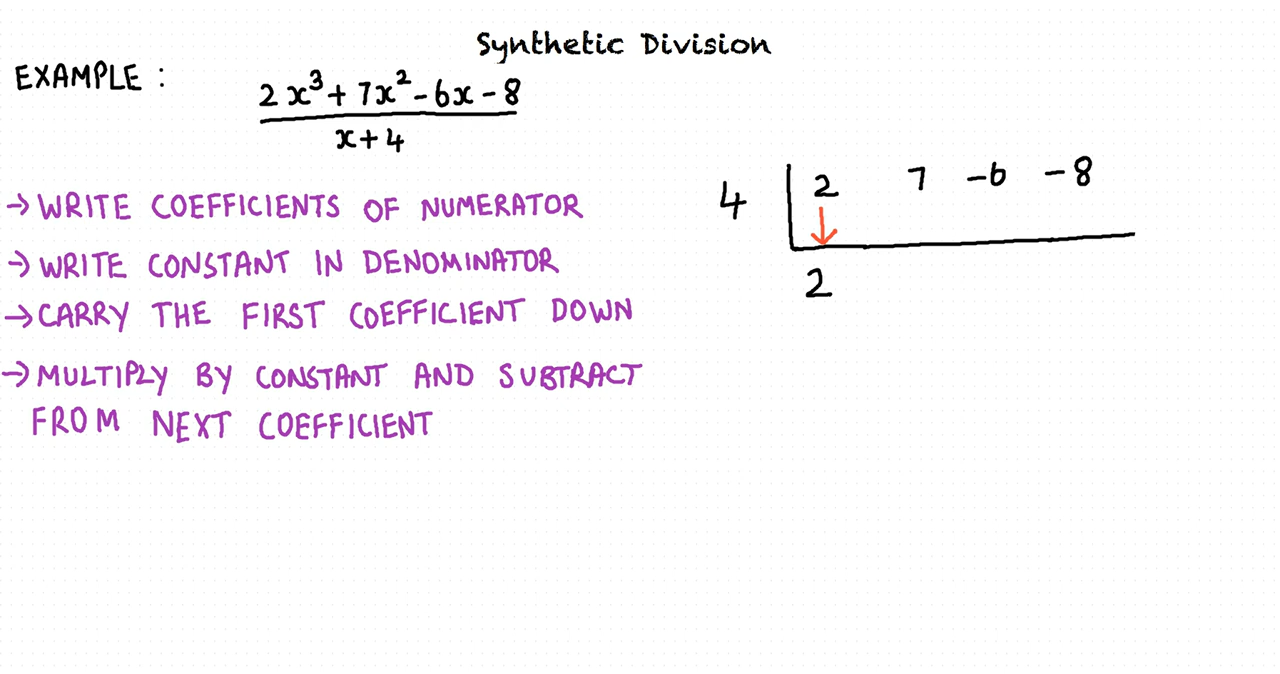 Synthetic Division
EXAMPLE :
2x³ + 7x² - 6x - 8
x + 4
→ WRITE COEFFICIENTS OF NUMERATOR
→ WRITE CONSTANT IN DENOMINATOR
→ CARRY THE FIRST COEFFICIENT DOWN
→ MULTIPLY BY CONSTANT AND SUBTRACT
FROM NEXT COEFFICIENT
4 2 7 -6 -8
2